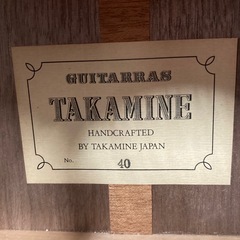 GUITARRAS
TAKAMINE
HANDCRAFTED
BY TAKAMINE JAPAN
No. 40